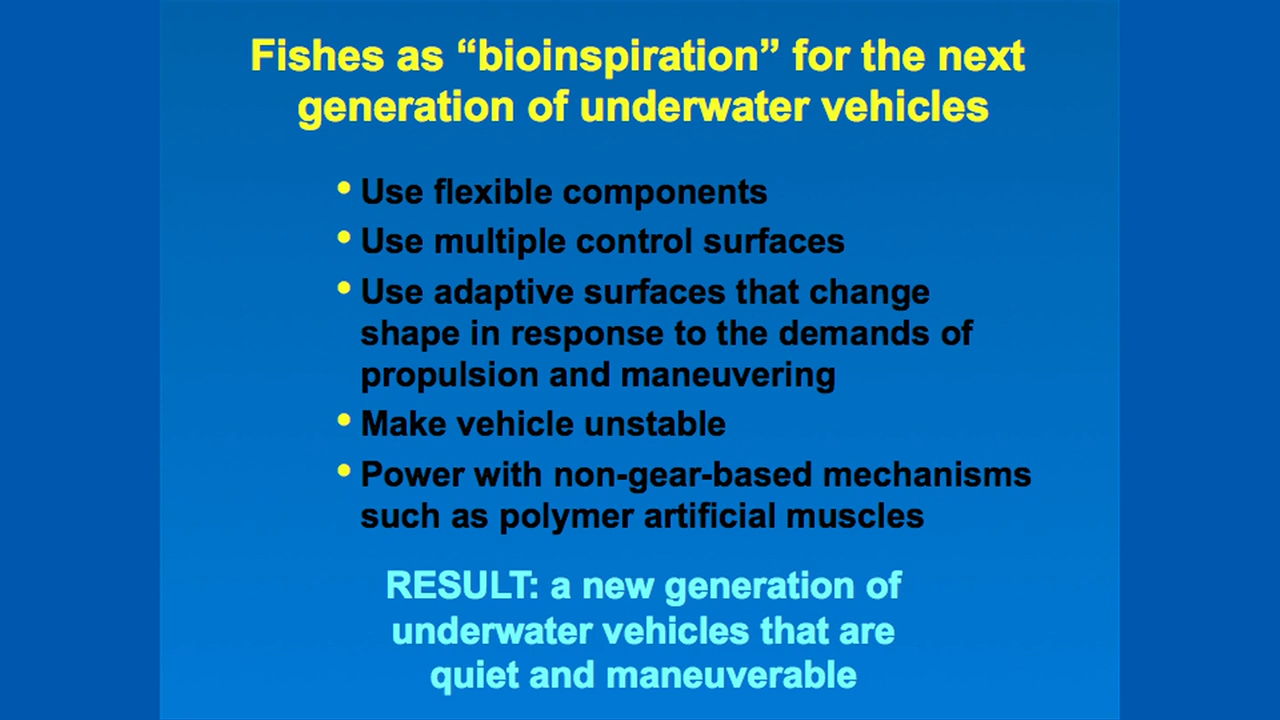 Fishes as “bioinspiration” for the next
generation of underwater vehicles
• Use flexible components
• Use multiple control surfaces
• Use adaptive surfaces that change
shape in response to the demands of
propulsion and maneuvering
• Make vehicle unstable
• Power with non-gear-based mechanisms
such as polymer artificial muscles
RESULT: a new generation of
underwater vehicles that are
quiet and maneuverable